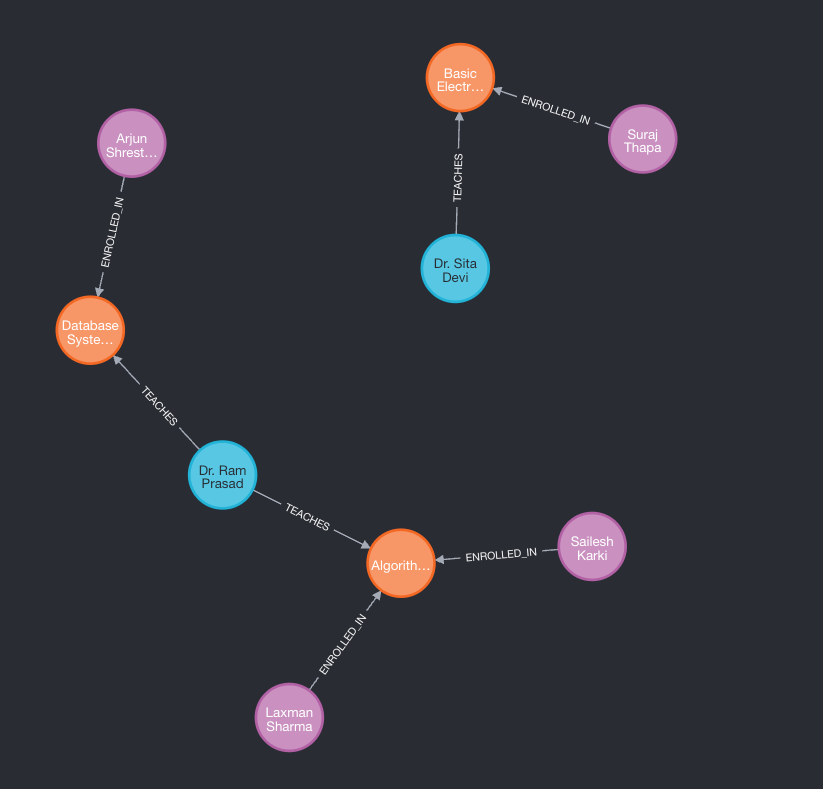 Basic
Electr…
ENROLLED_IN
Suraj
Thapa
Arjun
Shrest…
TEACHES
ENROLLED_IN
Dr. Sita
Devi
Database
Syste…
TEACHES
Dr. Ram
Prasad
TEACHES
Sailesh
Karki
ENROLLED_IN
Algorith…
ENROLLED_IN
Laxman
Sharma